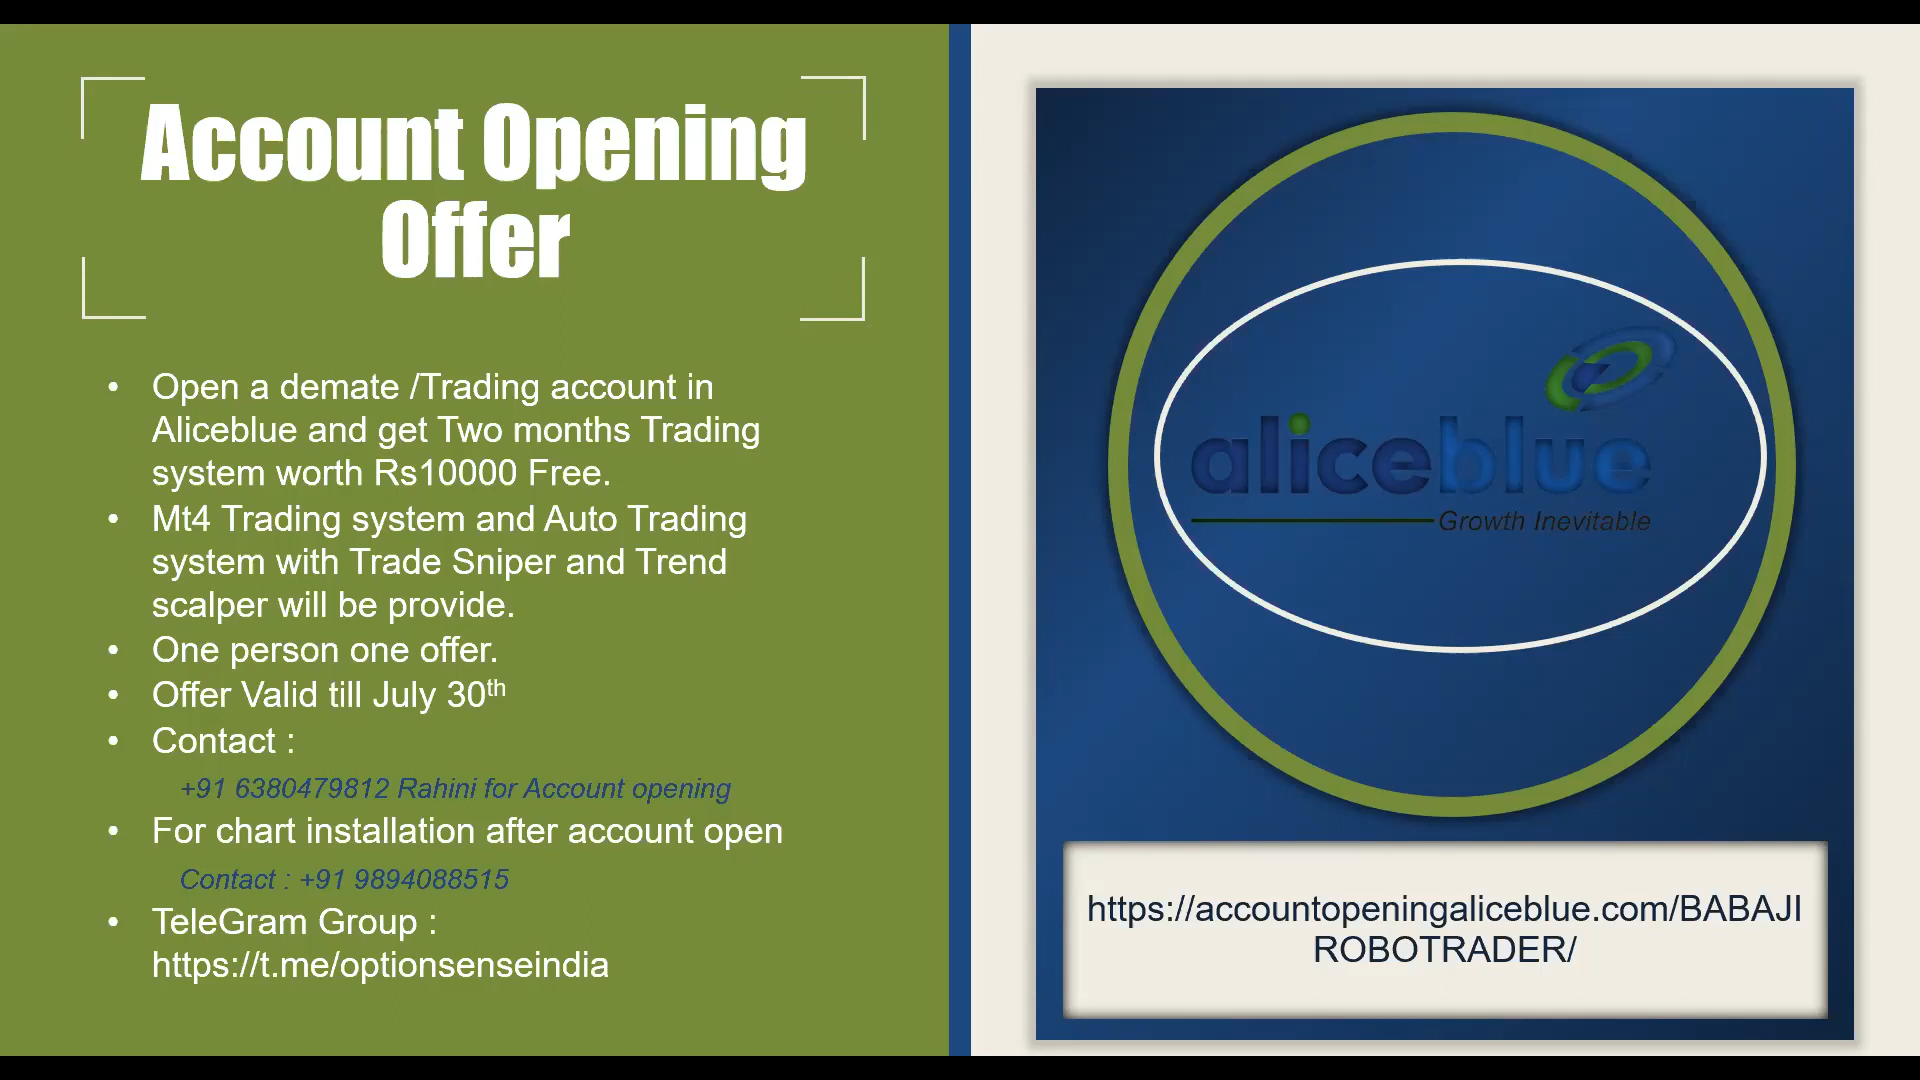 Account Opening
Offer
• Open a demate /Trading account in
Aliceblue and get Two months Trading
system worth Rs10000 Free.
• Mt4 Trading system and Auto Trading
system with Trade Sniper and Trend
scalper will be provide.
• One person one offer.
• Offer Valid till July 30th
• Contact :
+91 6380479812 Rahini for Account opening
• For chart installation after account open
Contact : +91 9894088515
• TeleGram Group :
https://t.me/optionsenseindia
aliceblue
Growth Inevitable
https://accountopeningaliceblue.com/BABAJI
ROBOTRADER/